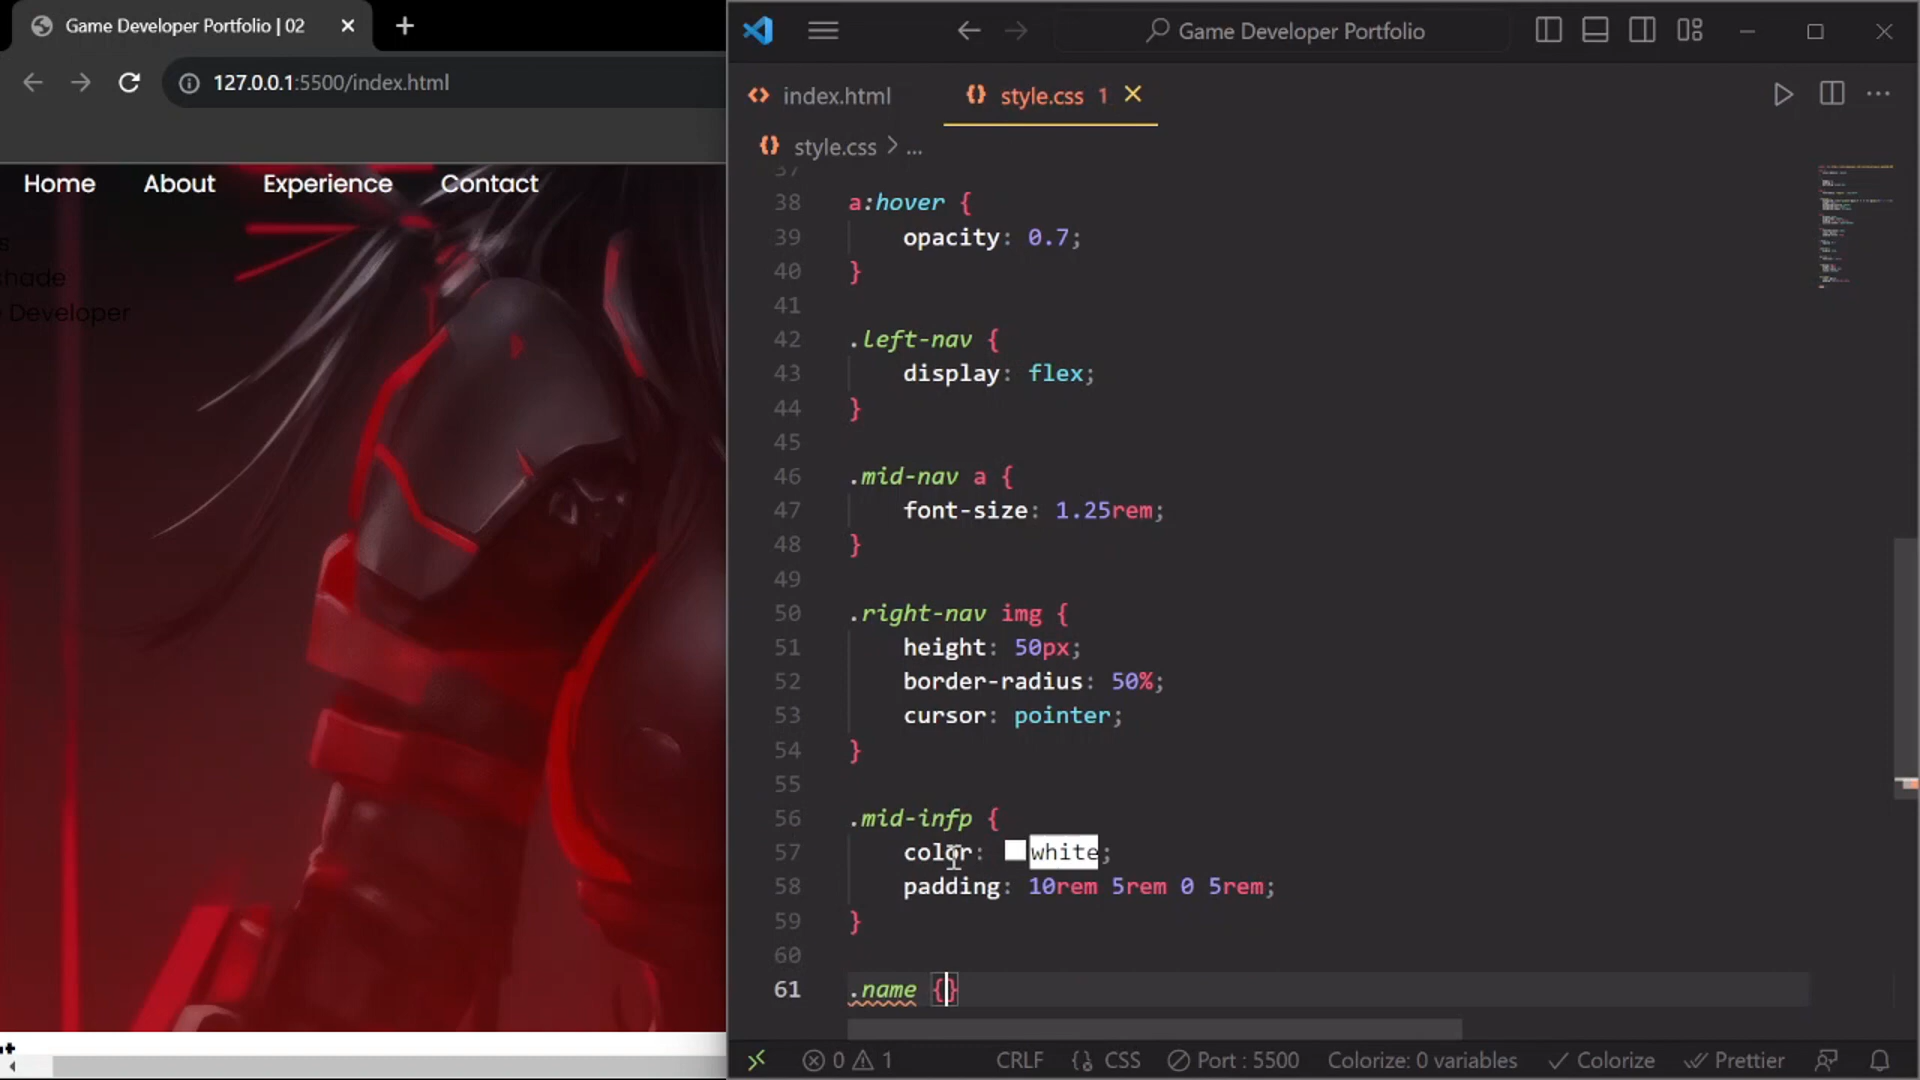 Game Developer Portfolio | 02
127.0.0.1:5500/index.html
Home About Experience Contact
s
hade
Developer
Game Developer Portfolio
index.html
style.css 1
style.css > ...
37
38 a:hover {
39 opacity: 0.7;
40 }
41
42 .left-nav {
43 display: flex;
44 }
45
46 .mid-nav a {
47 font-size: 1.25rem;
48 }
49
50 .right-nav img {
51 height: 50px;
52 border-radius: 50%;
53 cursor: pointer;
54 }
55
56 .mid-infp {
57 color: white;
58 padding: 10rem 5rem 0 5rem;
59 }
60
61 .name {}
0 1 CRLF {} CSS Port : 5500 Colorize: 0 variables Colorize Prettier